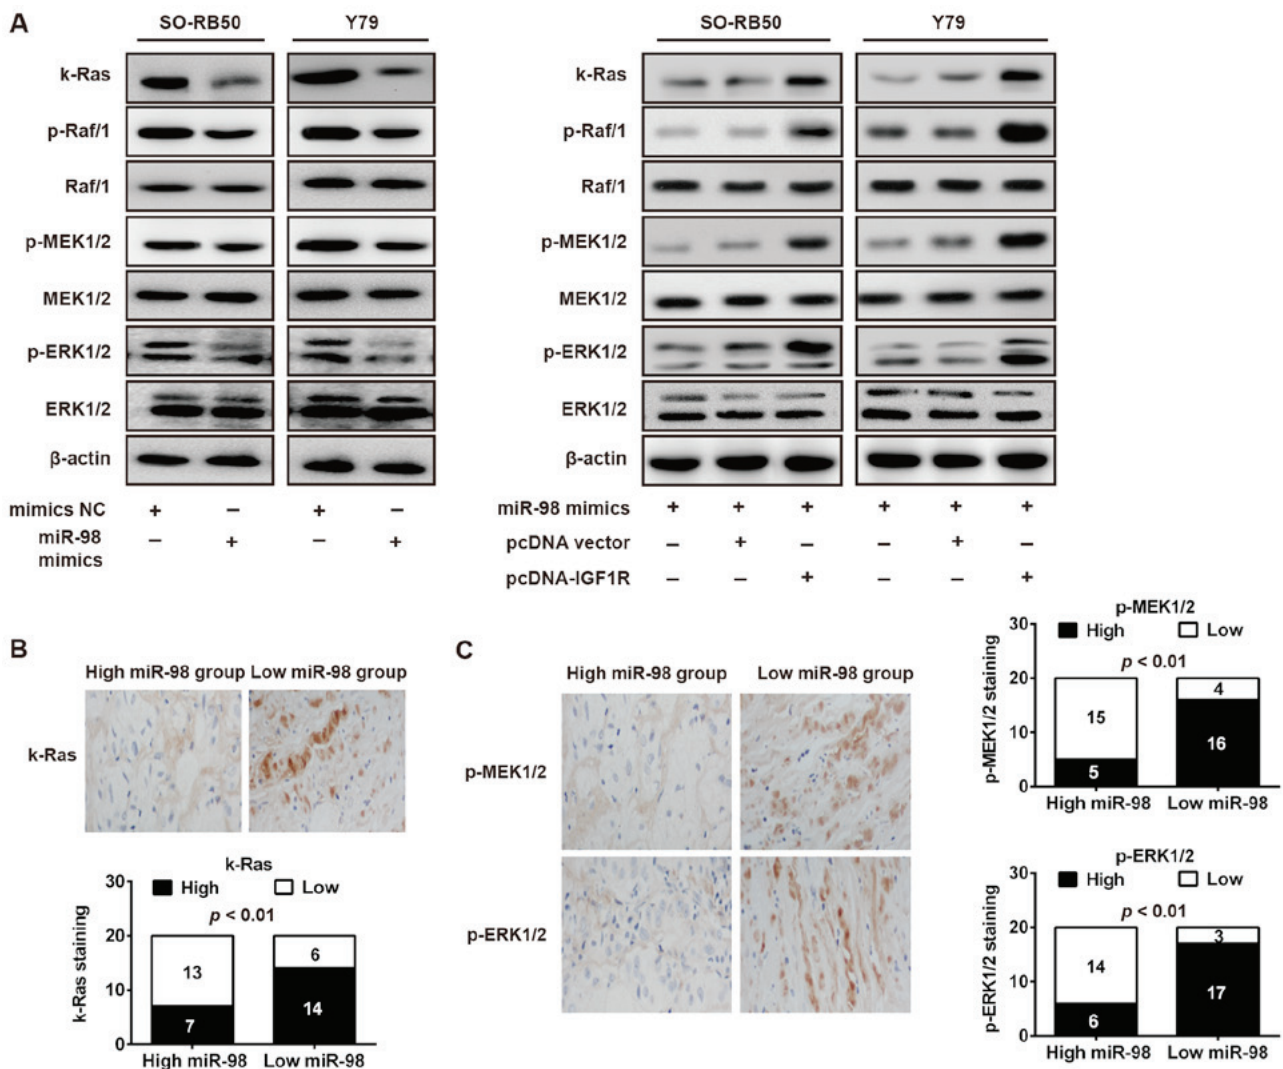 A
SO-RB50 Y79
k-Ras
p-Raf/1
Raf/1
p-MEK1/2
MEK1/2
p-ERK1/2
ERK1/2
β-actin
mimics NC + – + –
miR-98 mimics – + – +
SO-RB50 Y79
k-Ras
p-Raf/1
Raf/1
p-MEK1/2
MEK1/2
p-ERK1/2
ERK1/2
β-actin
miR-98 mimics + + + + + +
pcDNA vector – + – – + –
pcDNA-IGF1R – – + – – +
B
High miR-98 group Low miR-98 group
k-Ras
k-Ras
30
High Low
p < 0.01
20
13 6
10
7 14
0
k-Ras staining
High miR-98 Low miR-98
C
High miR-98 group Low miR-98 group
p-MEK1/2
p-ERK1/2
p-MEK1/2
30
High Low
p < 0.01
20
4
15
10
16
5
0
p-MEK1/2 staining
High miR-98 Low miR-98
p-ERK1/2
30
High Low
p < 0.01
20
3
14
10
17
6
0
p-ERK1/2 staining
High miR-98 Low miR-98